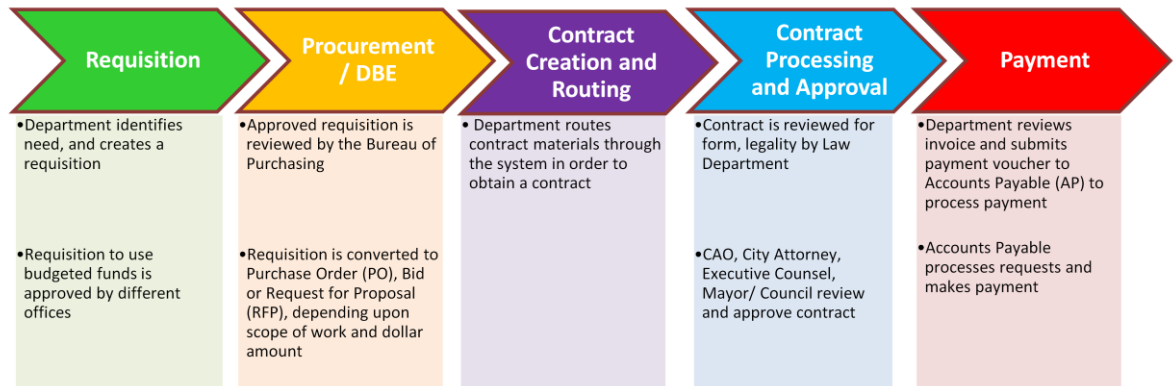 Requisition
Procurement
/ DBE
Contract
Creation and
Routing
Contract
Processing
and Approval
Payment
•Department identifies
need, and creates a
requisition
•Requisition to use
budgeted funds is
approved by different
offices
•Approved requisition is
reviewed by the Bureau of
Purchasing
•Requisition is converted to
Purchase Order (PO), Bid
or Request for Proposal
(RFP), depending upon
scope of work and dollar
amount
• Department routes
contract materials through
the system in order to
obtain a contract
•Contract is reviewed for
form, legality by Law
Department
•CAO, City Attorney,
Executive Counsel,
Mayor/ Council review
and approve contract
•Department reviews
invoice and submits
payment voucher to
Accounts Payable (AP) to
process payment
•Accounts Payable
processes requests and
makes payment